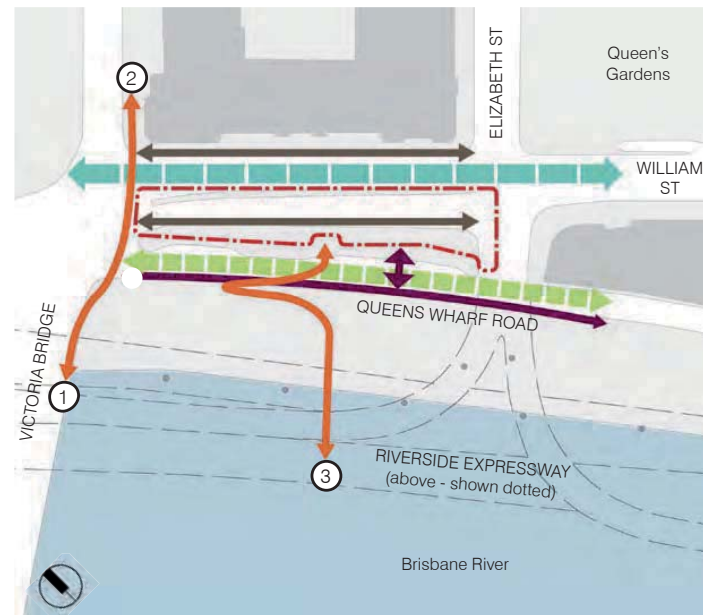 2
ELIZABETH ST
Queen's
Gardens
WILLIAM
ST
QUEENS WHARF ROAD
VICTORIA BRIDGE
1
3
RIVERSIDE EXPRESSWAY
(above - shown dotted)
Brisbane River